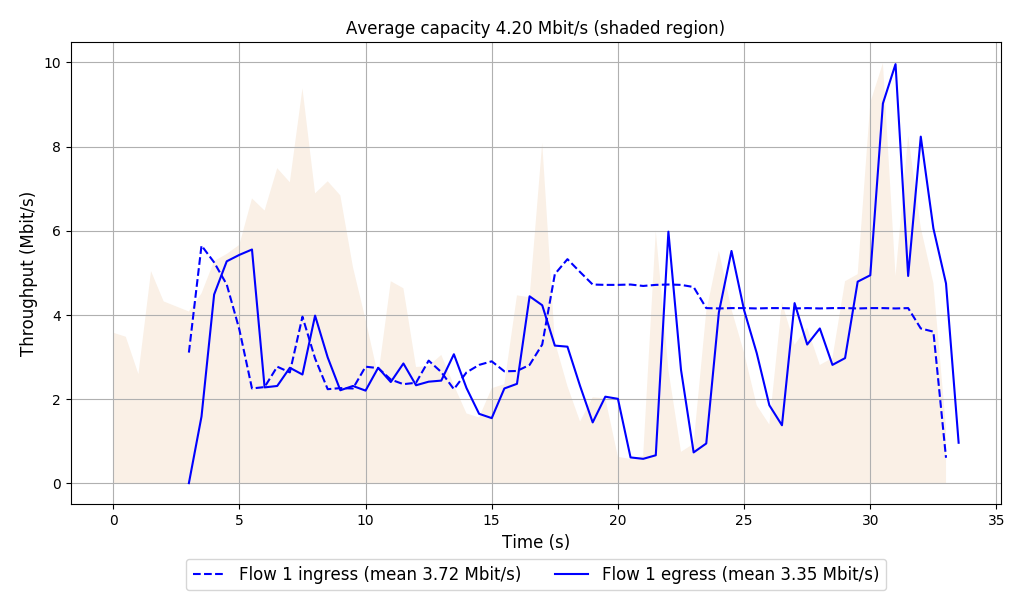 Average capacity 4.20 Mbit/s (shaded region)
10
8
6
4
2
0
Throughput (Mbit/s)
0 5 10 15 20 25 30 35
Time (s)
Flow 1 ingress (mean 3.72 Mbit/s) Flow 1 egress (mean 3.35 Mbit/s)